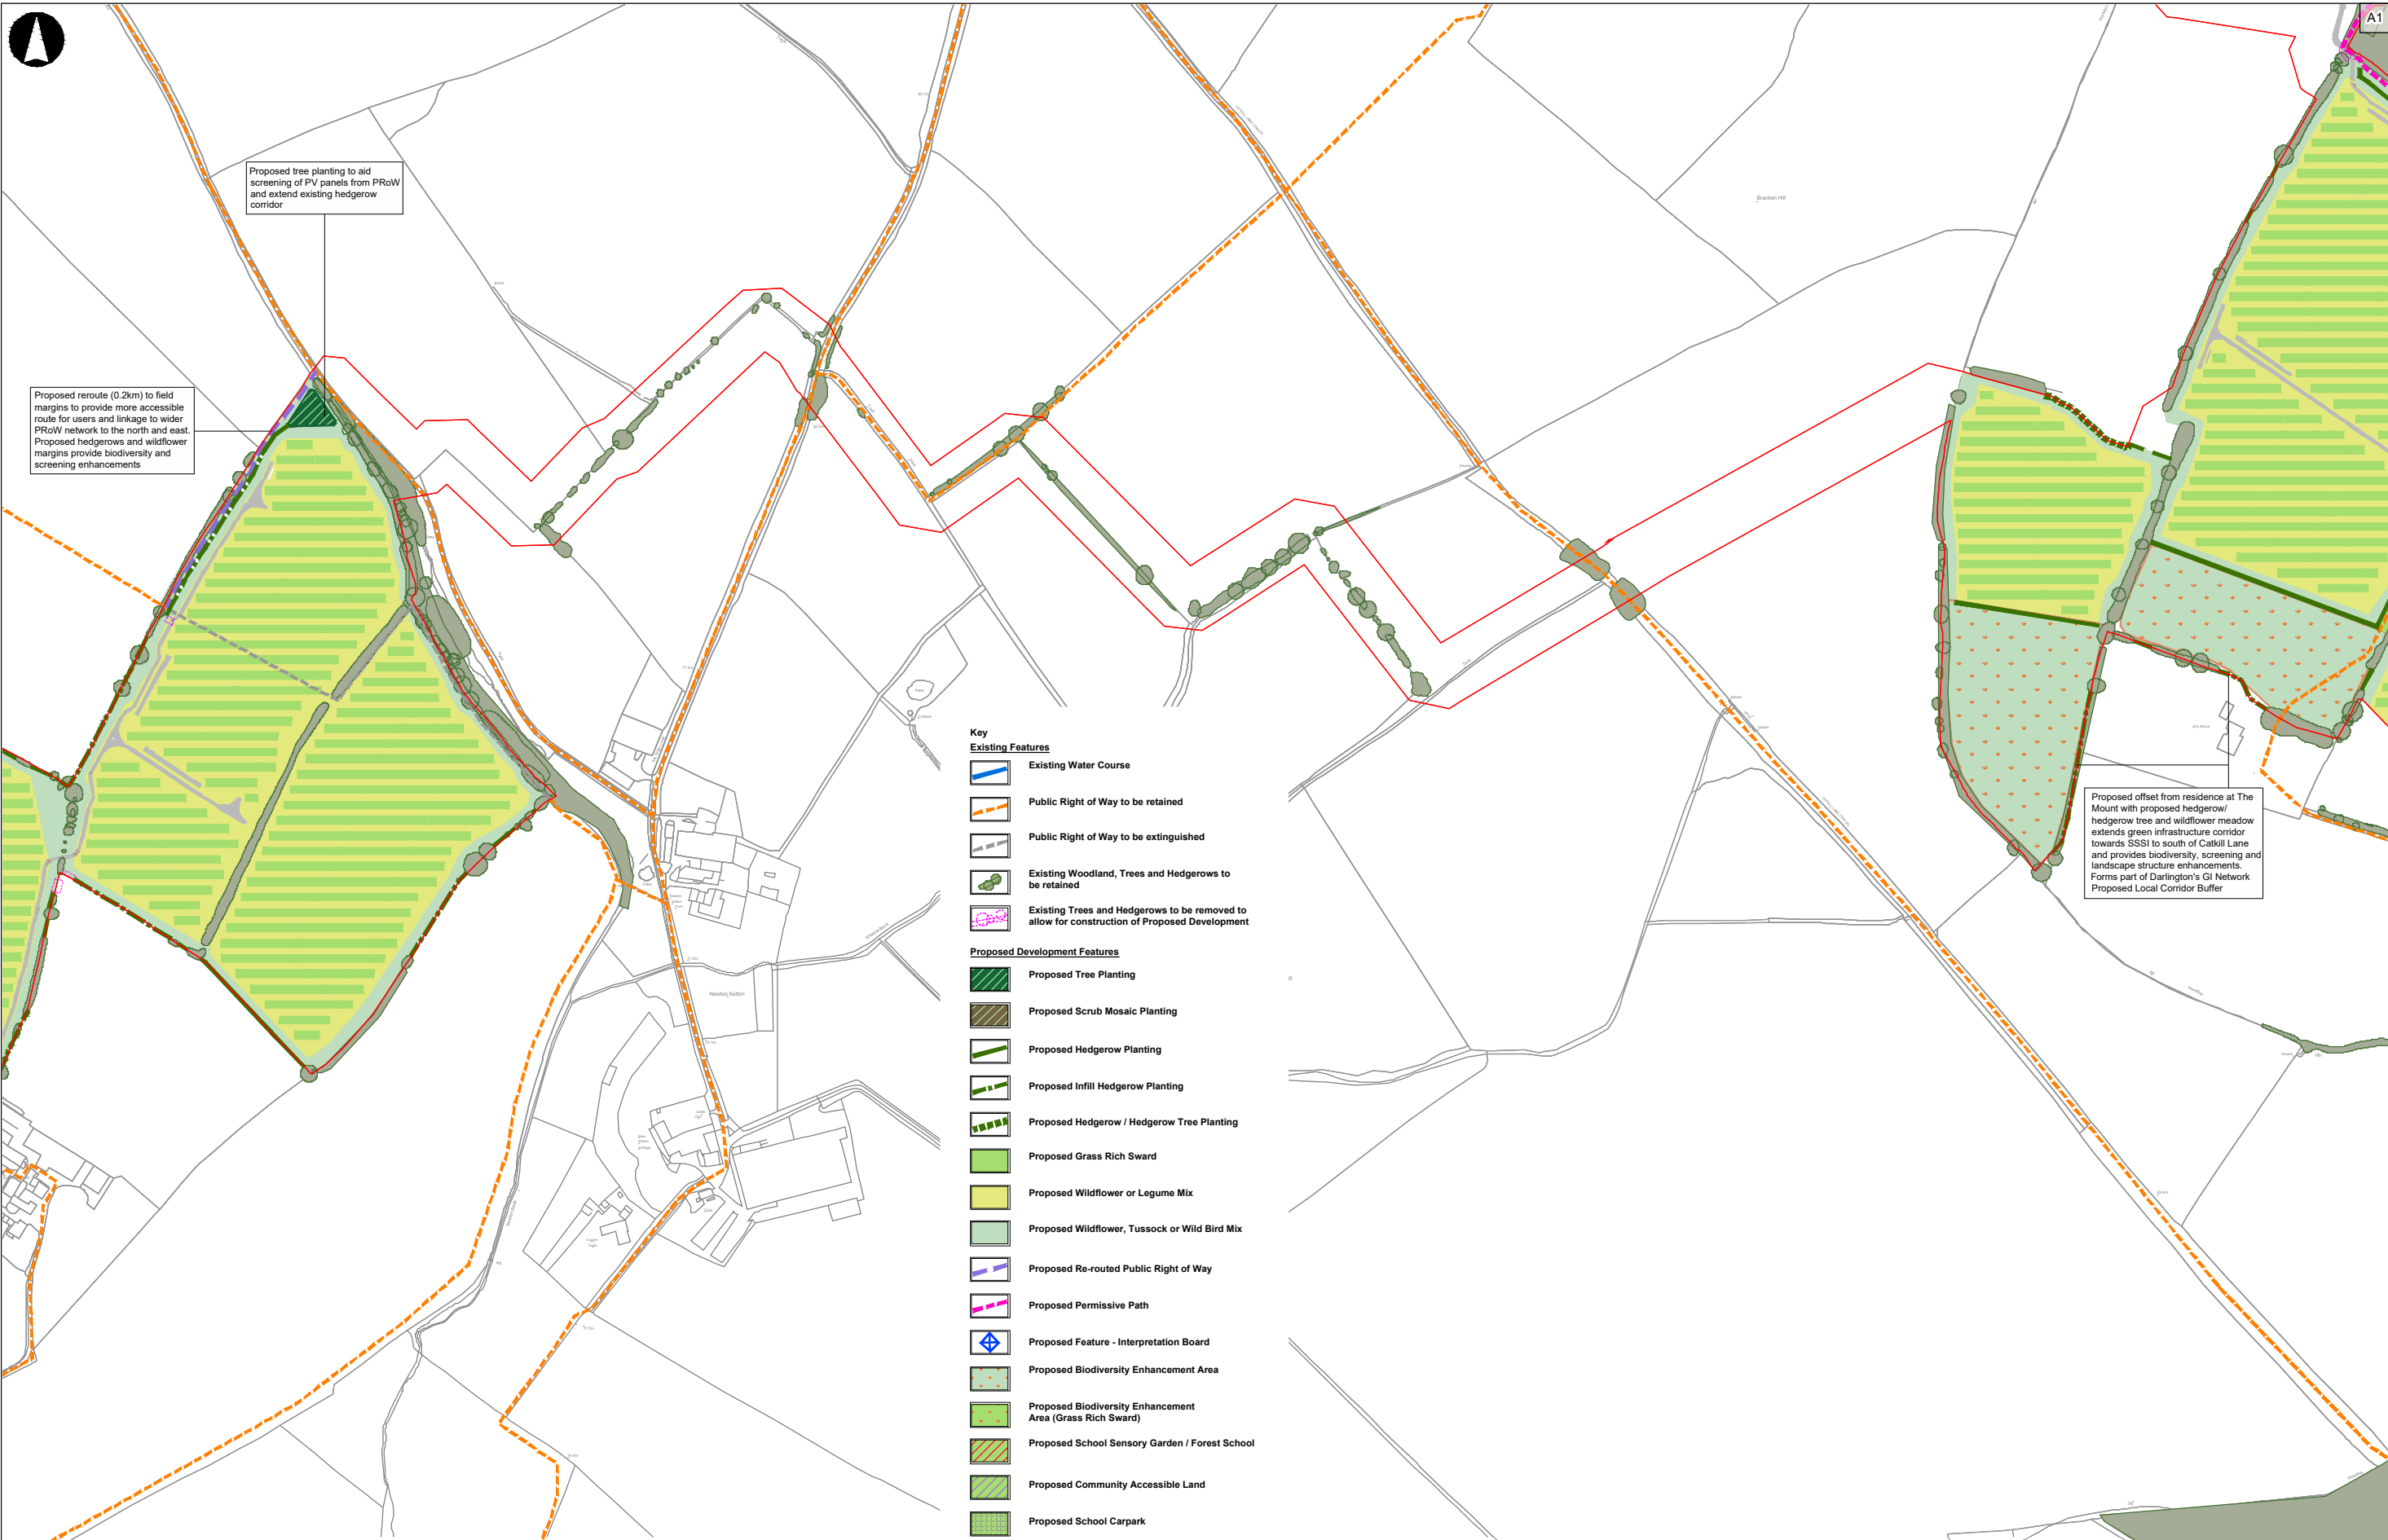 A1
Proposed tree planting to aid
screening of PV panels from PRoW
and extend existing hedgerow
corridor
Bracken Hill
Proposed reroute (0.2km) to field
margins to provide more accessible
route for users and linkage to wider
PRoW network to the north and east.
Proposed hedgerows and wildflower
margins provide biodiversity and
screening enhancements
Key
Existing Features
Existing Water Course
Public Right of Way to be retained
Public Right of Way to be extinguished
Existing Woodland, Trees and Hedgerows to
be retained
Existing Trees and Hedgerows to be removed to
allow for construction of Proposed Development
Proposed Development Features
Proposed Tree Planting
Proposed Scrub Mosaic Planting
Proposed Hedgerow Planting
Proposed Infill Hedgerow Planting
Proposed Hedgerow / Hedgerow Tree Planting
Proposed Grass Rich Sward
Proposed Wildflower or Legume Mix
Proposed Wildflower, Tussock or Wild Bird Mix
Proposed Re-routed Public Right of Way
Proposed Permissive Path
Proposed Feature - Interpretation Board
Proposed Biodiversity Enhancement Area
Proposed Biodiversity Enhancement
Area (Grass Rich Sward)
Proposed School Sensory Garden / Forest School
Proposed Community Accessible Land
Proposed School Carpark
Proposed offset from residence at The
Mount with proposed hedgerow/
hedgerow tree and wildflower meadow
extends green infrastructure corridor
towards SSSI to south of Catkill Lane
and provides biodiversity, screening and
landscape structure enhancements.
Forms part of Darlington's GI Network
Proposed Local Corridor Buffer
Newton Ketton